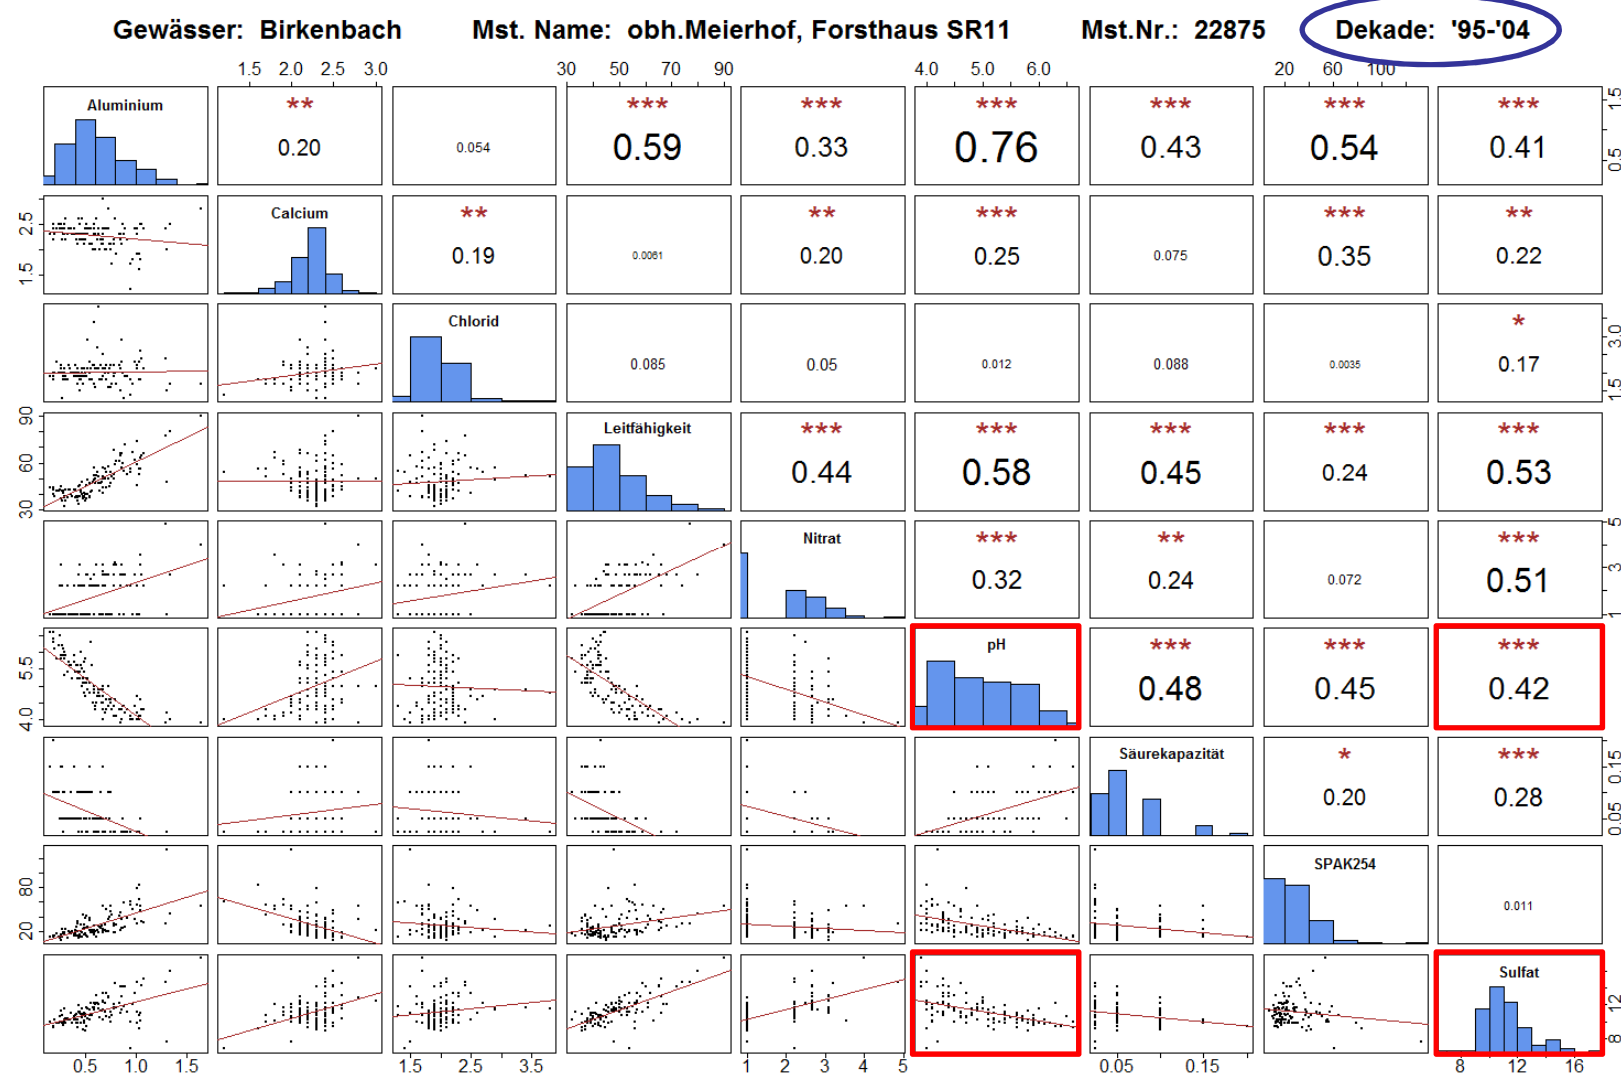 Gewässer: Birkenbach Mst. Name: obh.Meierhof, Forsthaus SR11 Mst.Nr.: 22875 Dekade: '95-'04
1.5 2.0 2.5 3.0 30 50 70 90 4.0 5.0 6.0 20 60 100
Aluminium ** *** *** *** *** *** *** 1.5
0.20 0.054 0.59 0.33 0.76 0.43 0.54 0.41 0.5
2.5 Calcium ** ** *** *** **
1.5 0.19 0.0061 0.20 0.25 0.075 0.35 0.22
Chlorid * 3.0
0.085 0.05 0.012 0.088 0.0035 0.17 1.5
90 Leitfähigkeit *** *** *** *** ***
60 0.44 0.58 0.45 0.24 0.53
30
Nitrat *** ** *** 5
0.32 0.24 0.072 0.51 3
1
5.5 pH *** *** ***
4.0 0.48 0.45 0.42
Säurekapazität * *** 0.15
0.20 0.28 0.05
80 SPAK254
20 0.011
Sulfat 12
8
0.5 1.0 1.5 1.5 2.5 3.5 1 2 3 4 5 0.05 0.15 8 12 16